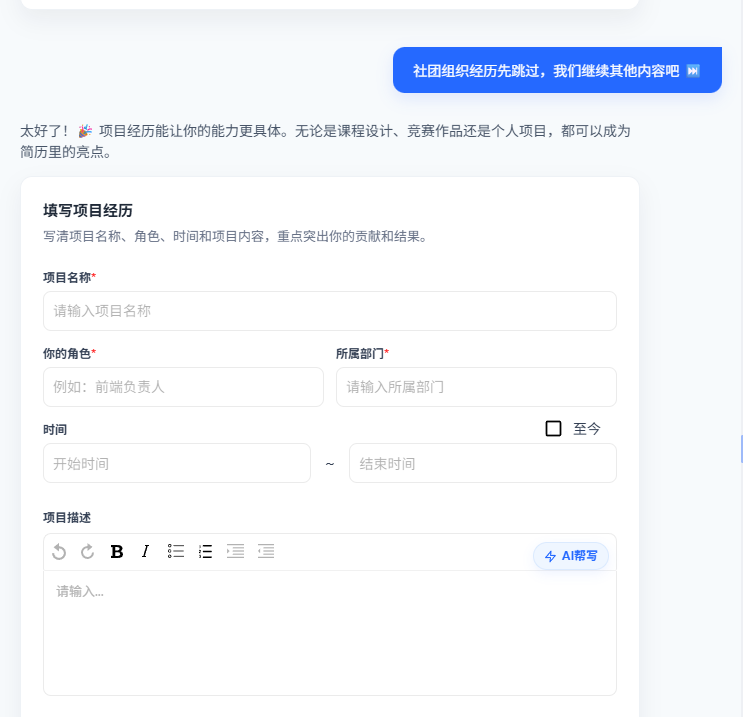 社团组织经历先跳过，我们继续其他内容吧 ⏭️
太好了！🎉 项目经历能让你的能力更具体。无论是课程设计、竞赛作品还是个人项目，都可以成为
简历里的亮点。
填写项目经历
写清项目名称、角色、时间和项目内容，重点突出你的贡献和结果。
项目名称*
请输入项目名称
你的角色* 所属部门*
例如：前端负责人 请输入所属部门
时间 至今
开始时间 ~ 结束时间
项目描述
B I AI帮写
请输入...